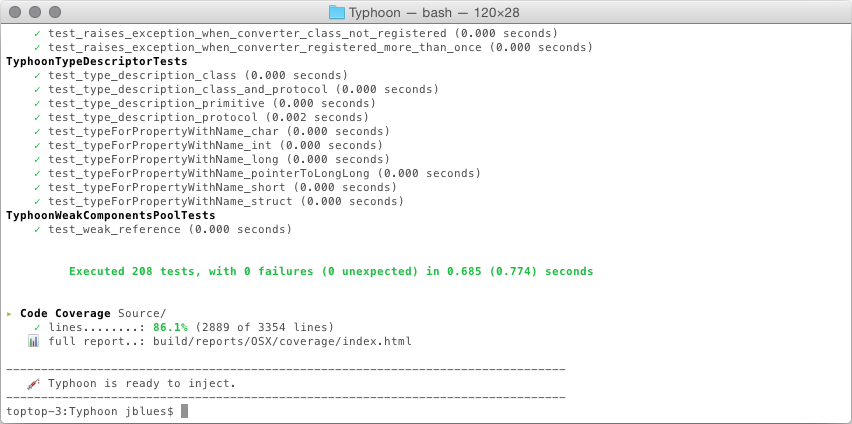 Typhoon — bash — 120×28
✓ test_raises_exception_when_converter_class_not_registered (0.000 seconds)
✓ test_raises_exception_when_converter_registered_more_than_once (0.000 seconds)
TyphoonTypeDescriptorTests
✓ test_type_description_class (0.000 seconds)
✓ test_type_description_class_and_protocol (0.000 seconds)
✓ test_type_description_primitive (0.000 seconds)
✓ test_type_description_protocol (0.002 seconds)
✓ test_typeForPropertyWithName_char (0.000 seconds)
✓ test_typeForPropertyWithName_int (0.000 seconds)
✓ test_typeForPropertyWithName_long (0.000 seconds)
✓ test_typeForPropertyWithName_pointerToLongLong (0.000 seconds)
✓ test_typeForPropertyWithName_short (0.000 seconds)
✓ test_typeForPropertyWithName_struct (0.000 seconds)
TyphoonWeakComponentsPoolTests
✓ test_weak_reference (0.000 seconds)
Executed 208 tests, with 0 failures (0 unexpected) in 0.685 (0.774) seconds
▸ Code Coverage Source/
✓ lines........: 86.1% (2889 of 3354 lines)
📊 full report..: build/reports/OSX/coverage/index.html
--------------------------------------------------------------------------------
💉 Typhoon is ready to inject.
--------------------------------------------------------------------------------
toptop-3:Typhoon jblues$